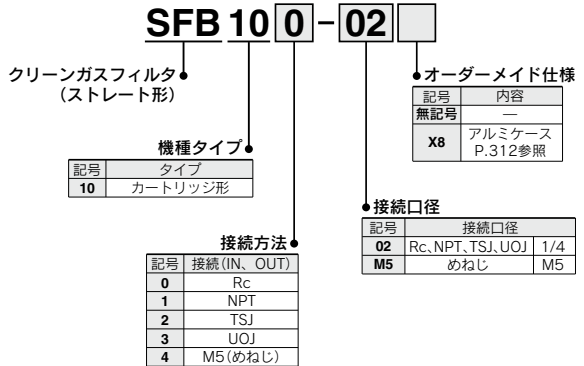 SFB 10 0 - 02
クリーンガスフィルタ
（ストレート形）
オーダーメイド仕様
記号 内容
無記号 —
X8 アルミケース
P.312参照
機種タイプ
記号 タイプ
10 カートリッジ形
接続口径
記号 接続口径
02 Rc、NPT、TSJ、UOJ 1/4
M5 めねじ M5
接続方法
記号 接続（IN、OUT）
0 Rc
1 NPT
2 TSJ
3 UOJ
4 M5（めねじ）